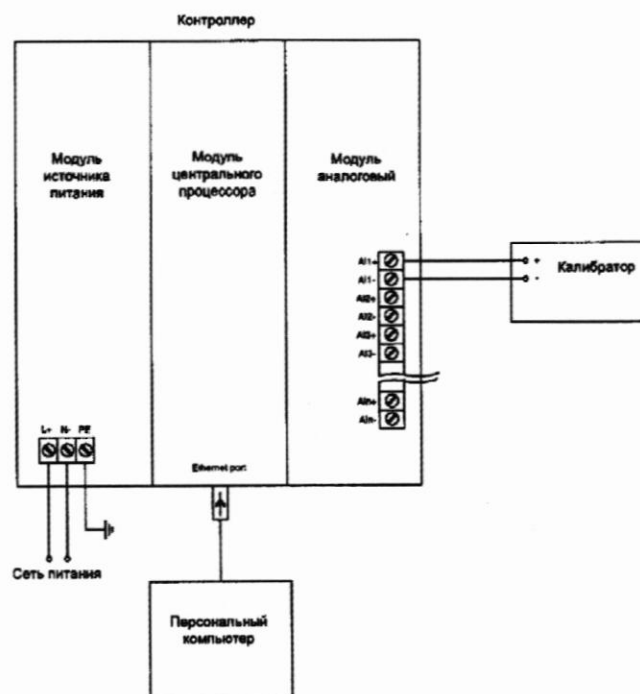 Контроллер
Модуль
источника
питания
Модуль
центрального
процессора
Модуль
аналоговый
AI1+
AI1-
AI2+
AI2-
AI3+
AI3-
AIn+
AIn-
+
-
Калибратор
L+ N- PE
Ethernet port
Сеть питания
Персональный
компьютер